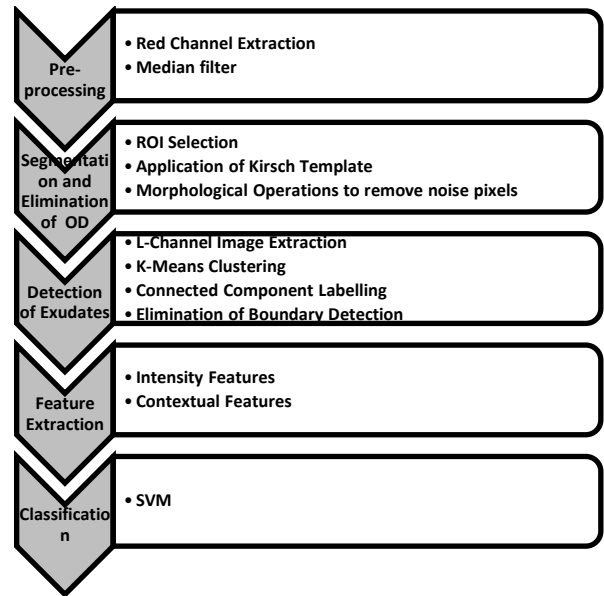 Pre-
processing
• Red Channel Extraction
• Median filter
Segmentati
on and
Elimination
of OD
• ROI Selection
• Application of Kirsch Template
• Morphological Operations to remove noise pixels
Detection
of Exudates
• L-Channel Image Extraction
• K-Means Clustering
• Connected Component Labelling
• Elimination of Boundary Detection
Feature
Extraction
• Intensity Features
• Contextual Features
Classificatio
n
• SVM